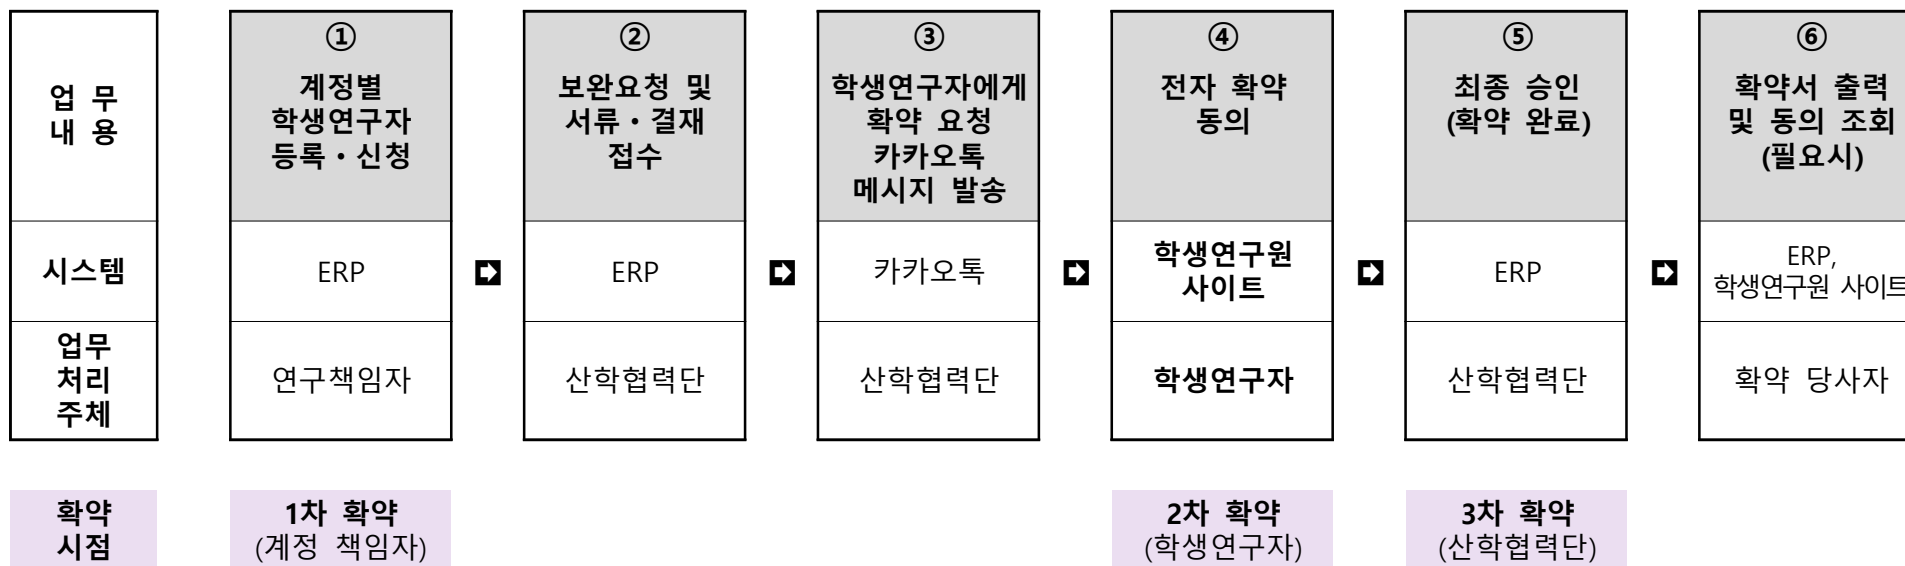 업 무
내 용
①
계정별
학생연구자
등록・신청
②
보완요청 및
서류・결재
접수
③
학생연구자에게
확약 요청
카카오톡
메시지 발송
④
전자 확약
동의
⑤
최종 승인
(확약 완료)
⑥
확약서 출력
및 동의 조회
(필요시)
시스템
ERP
ERP
카카오톡
학생연구원
사이트
ERP
ERP,
학생연구원 사이트
업무
처리
주체
연구책임자
산학협력단
산학협력단
학생연구자
산학협력단
확약 당사자
확약
시점
1차 확약
(계정 책임자)
2차 확약
(학생연구자)
3차 확약
(산학협력단)